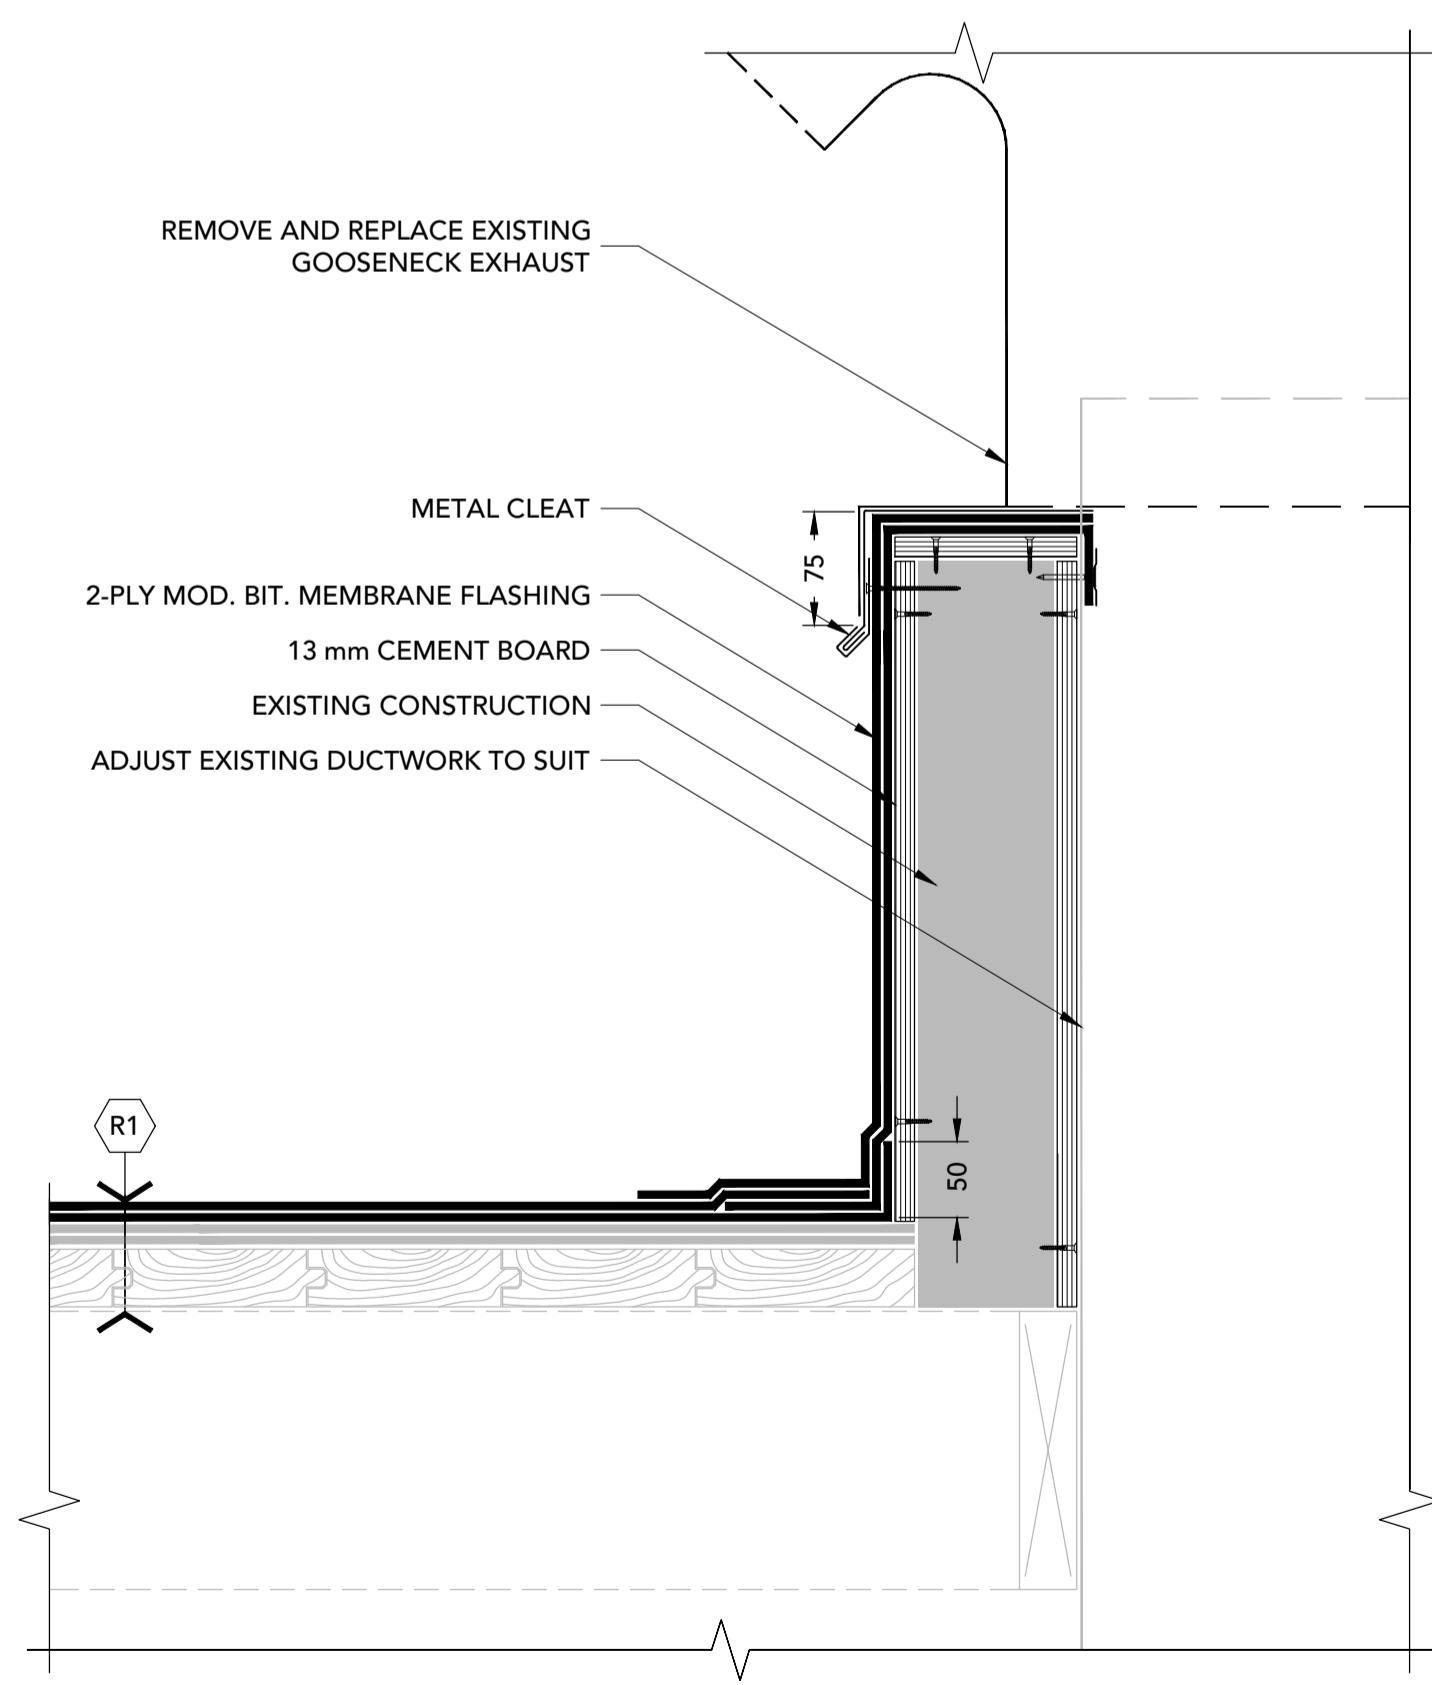 REMOVE AND REPLACE EXISTING
GOOSENECK EXHAUST
METAL CLEAT
75
2-PLY MOD. BIT. MEMBRANE FLASHING
13 mm CEMENT BOARD
EXISTING CONSTRUCTION
ADJUST EXISTING DUCTWORK TO SUIT
R1
50